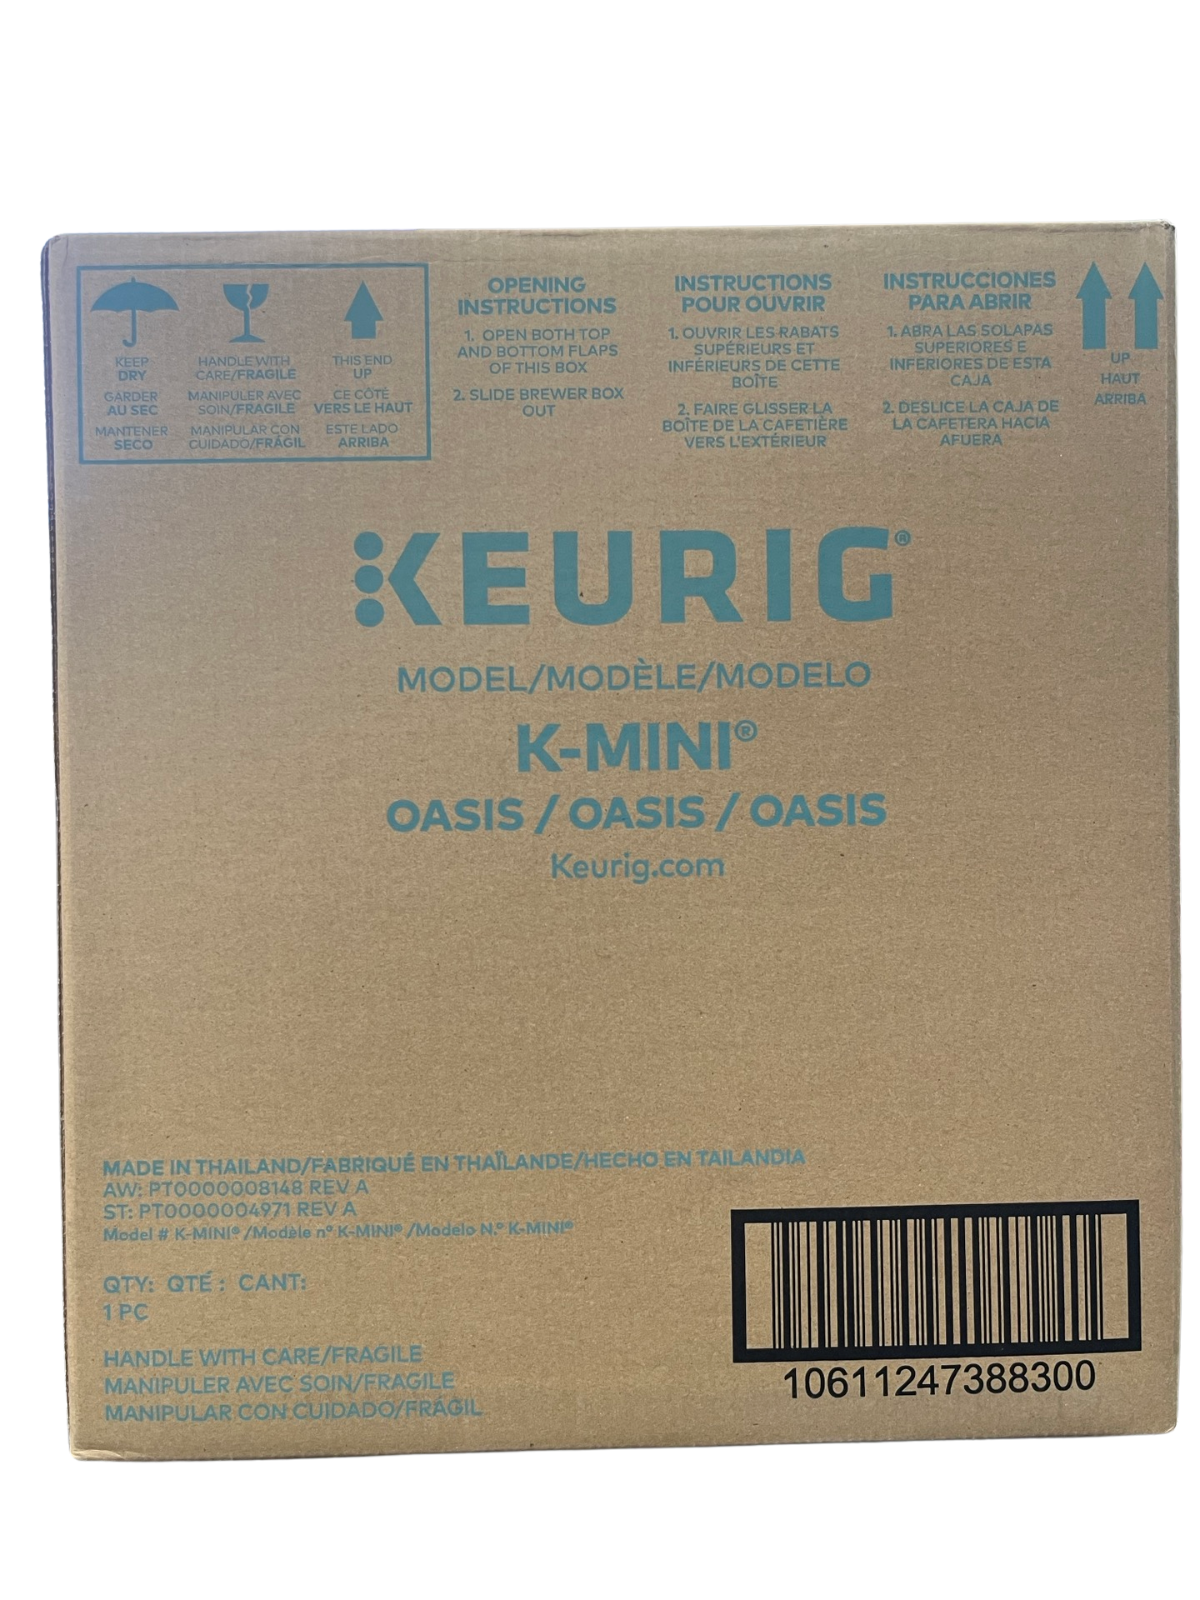 KEEP
DRY
GARDER
AU SEC
MANTENER
SECO
HANDLE WITH
CARE/FRAGILE
MANIPULER AVEC
SOIN/FRAGILE
MANIPULAR CON
CUIDADO/FRÁGIL
THIS END
UP
CE CÔTÉ
VERS LE HAUT
ESTE LADO
ARRIBA
OPENING
INSTRUCTIONS
1. OPEN BOTH TOP
AND BOTTOM FLAPS
OF THIS BOX
2. SLIDE BREWER BOX
OUT
INSTRUCTIONS
POUR OUVRIR
1. OUVRIR LES RABATS
SUPÉRIEURS ET
INFÉRIEURS DE CETTE
BOÎTE
2. FAIRE GLISSER LA
BOÎTE DE LA CAFETIÈRE
VERS L'EXTÉRIEUR
INSTRUCCIONES
PARA ABRIR
1. ABRA LAS SOLAPAS
SUPERIORES E
INFERIORES DE ESTA
CAJA
2. DESLICE LA CAJA DE
LA CAFETERA HACIA
AFUERA
UP
HAUT
ARRIBA
KEURIG®
MODEL/MODÈLE/MODELO
K-MINI®
OASIS / OASIS / OASIS
Keurig.com
MADE IN THAILAND/FABRIQUÉ EN THAÏLANDE/HECHO EN TAILANDIA
AW: PT0000008148 REV A
ST: PT0000004971 REV A
Model # K-MINI® /Modèle n° K-MINI® /Modelo N.° K-MINI®
QTY: QTÉ : CANT:
1 PC
HANDLE WITH CARE/FRAGILE
MANIPULER AVEC SOIN/FRAGILE
MANIPULAR CON CUIDADO/FRÁGIL
10611247388300